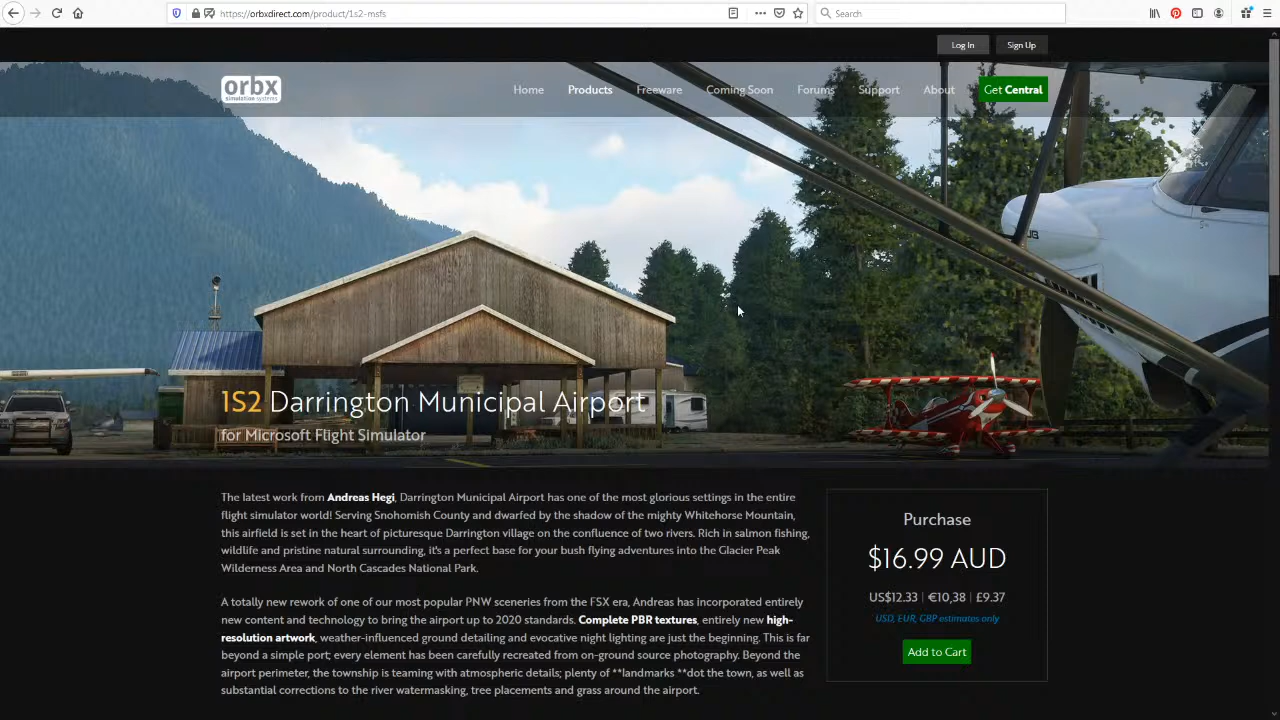 https://orbxdirect.com/product/1s2-msfs
Search
Log In
Sign Up
orbx
simulation systems
Home
Products
Freeware
Coming Soon
Forums
Support
About
Get Central
1S2 Darrington Municipal Airport
for Microsoft Flight Simulator
The latest work from Andreas Hegi, Darrington Municipal Airport has one of the most glorious settings in the entire
flight simulator world! Serving Snohomish County and dwarfed by the shadow of the mighty Whitehorse Mountain,
this airfield is set in the heart of picturesque Darrington village on the confluence of two rivers. Rich in salmon fishing,
wildlife and pristine natural surrounding, it's a perfect base for your bush flying adventures into the Glacier Peak
Wilderness Area and North Cascades National Park.
A totally new rework of one of our most popular PNW sceneries from the FSX era, Andreas has incorporated entirely
new content and technology to bring the airport up to 2020 standards. Complete PBR textures, entirely new high-
resolution artwork, weather-influenced ground detailing and evocative night lighting are just the beginning. This is far
beyond a simple port; every element has been carefully recreated from on-ground source photography. Beyond the
airport perimeter, the township is teaming with atmospheric details; plenty of **landmarks **dot the town, as well as
substantial corrections to the river watermasking, tree placements and grass around the airport.
Purchase
$16.99 AUD
US$12.33 | €10,38 | £9.37
USD, EUR, GBP estimates only
Add to Cart